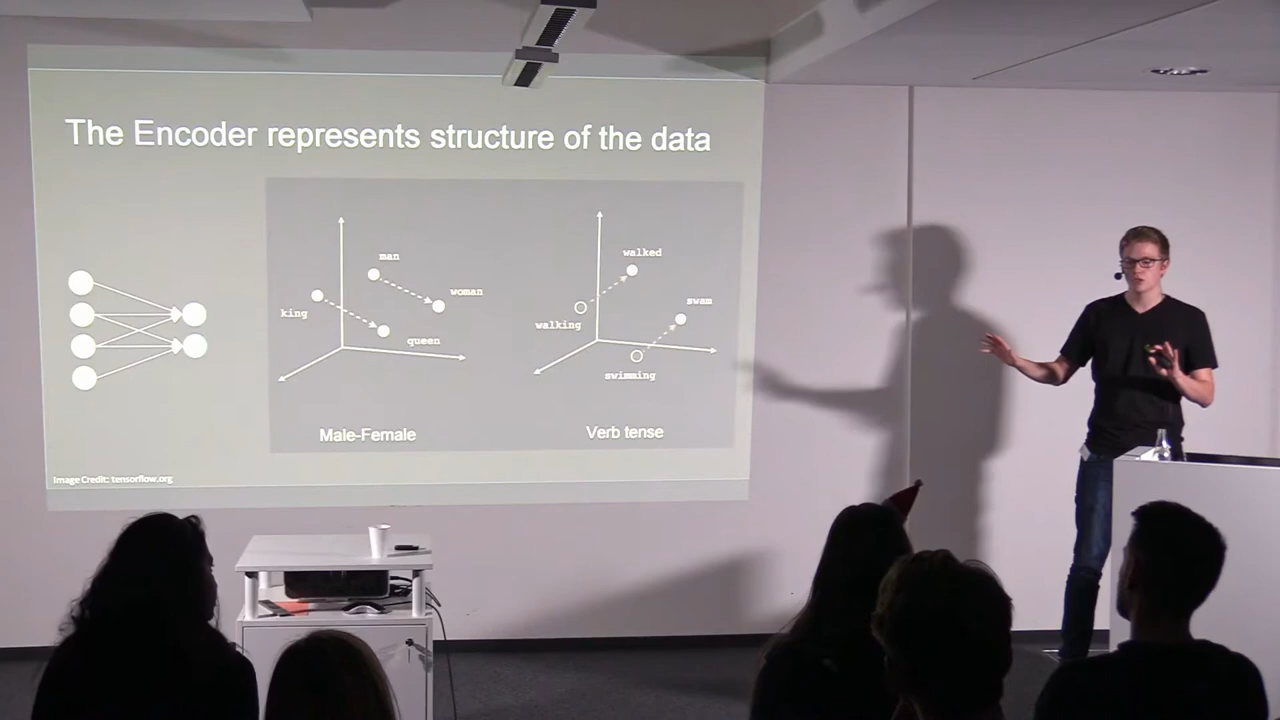 The Encoder represents structure of the data
man
woman
king
queen
Male-Female
walked
swam
walking
swimming
Verb tense
Image Credit: tensorflow.org